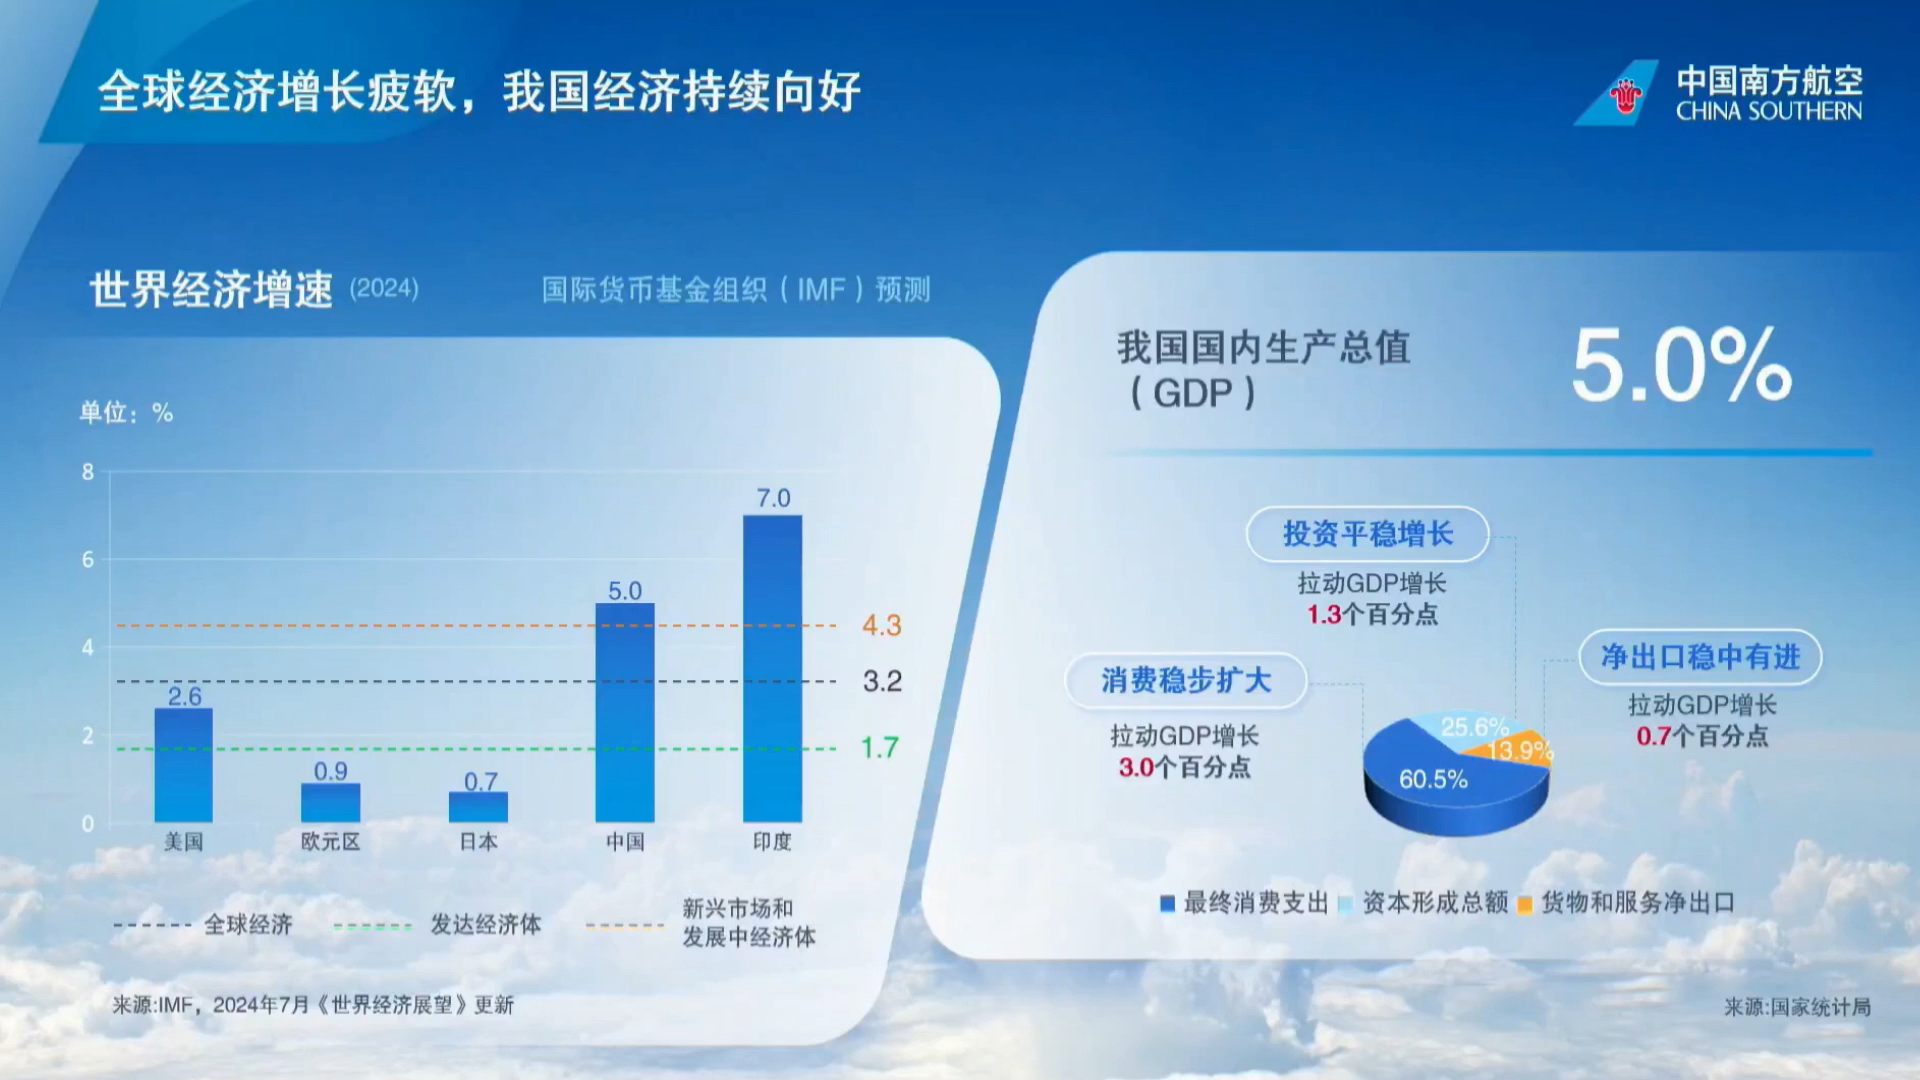 全球经济增长疲软，我国经济持续向好
中国南方航空
CHINA SOUTHERN
世界经济增速 (2024)
国际货币基金组织（IMF）预测
单位：%
8
6
4
2
0
2.6
0.9
0.7
5.0
7.0
4.3
3.2
1.7
美国
欧元区
日本
中国
印度
全球经济
发达经济体
新兴市场和
发展中经济体
来源:IMF，2024年7月《世界经济展望》更新
我国国内生产总值
（GDP）
5.0%
投资平稳增长
拉动GDP增长
1.3个百分点
消费稳步扩大
拉动GDP增长
3.0个百分点
净出口稳中有进
拉动GDP增长
0.7个百分点
25.6%
13.9%
60.5%
最终消费支出
资本形成总额
货物和服务净出口
来源:国家统计局